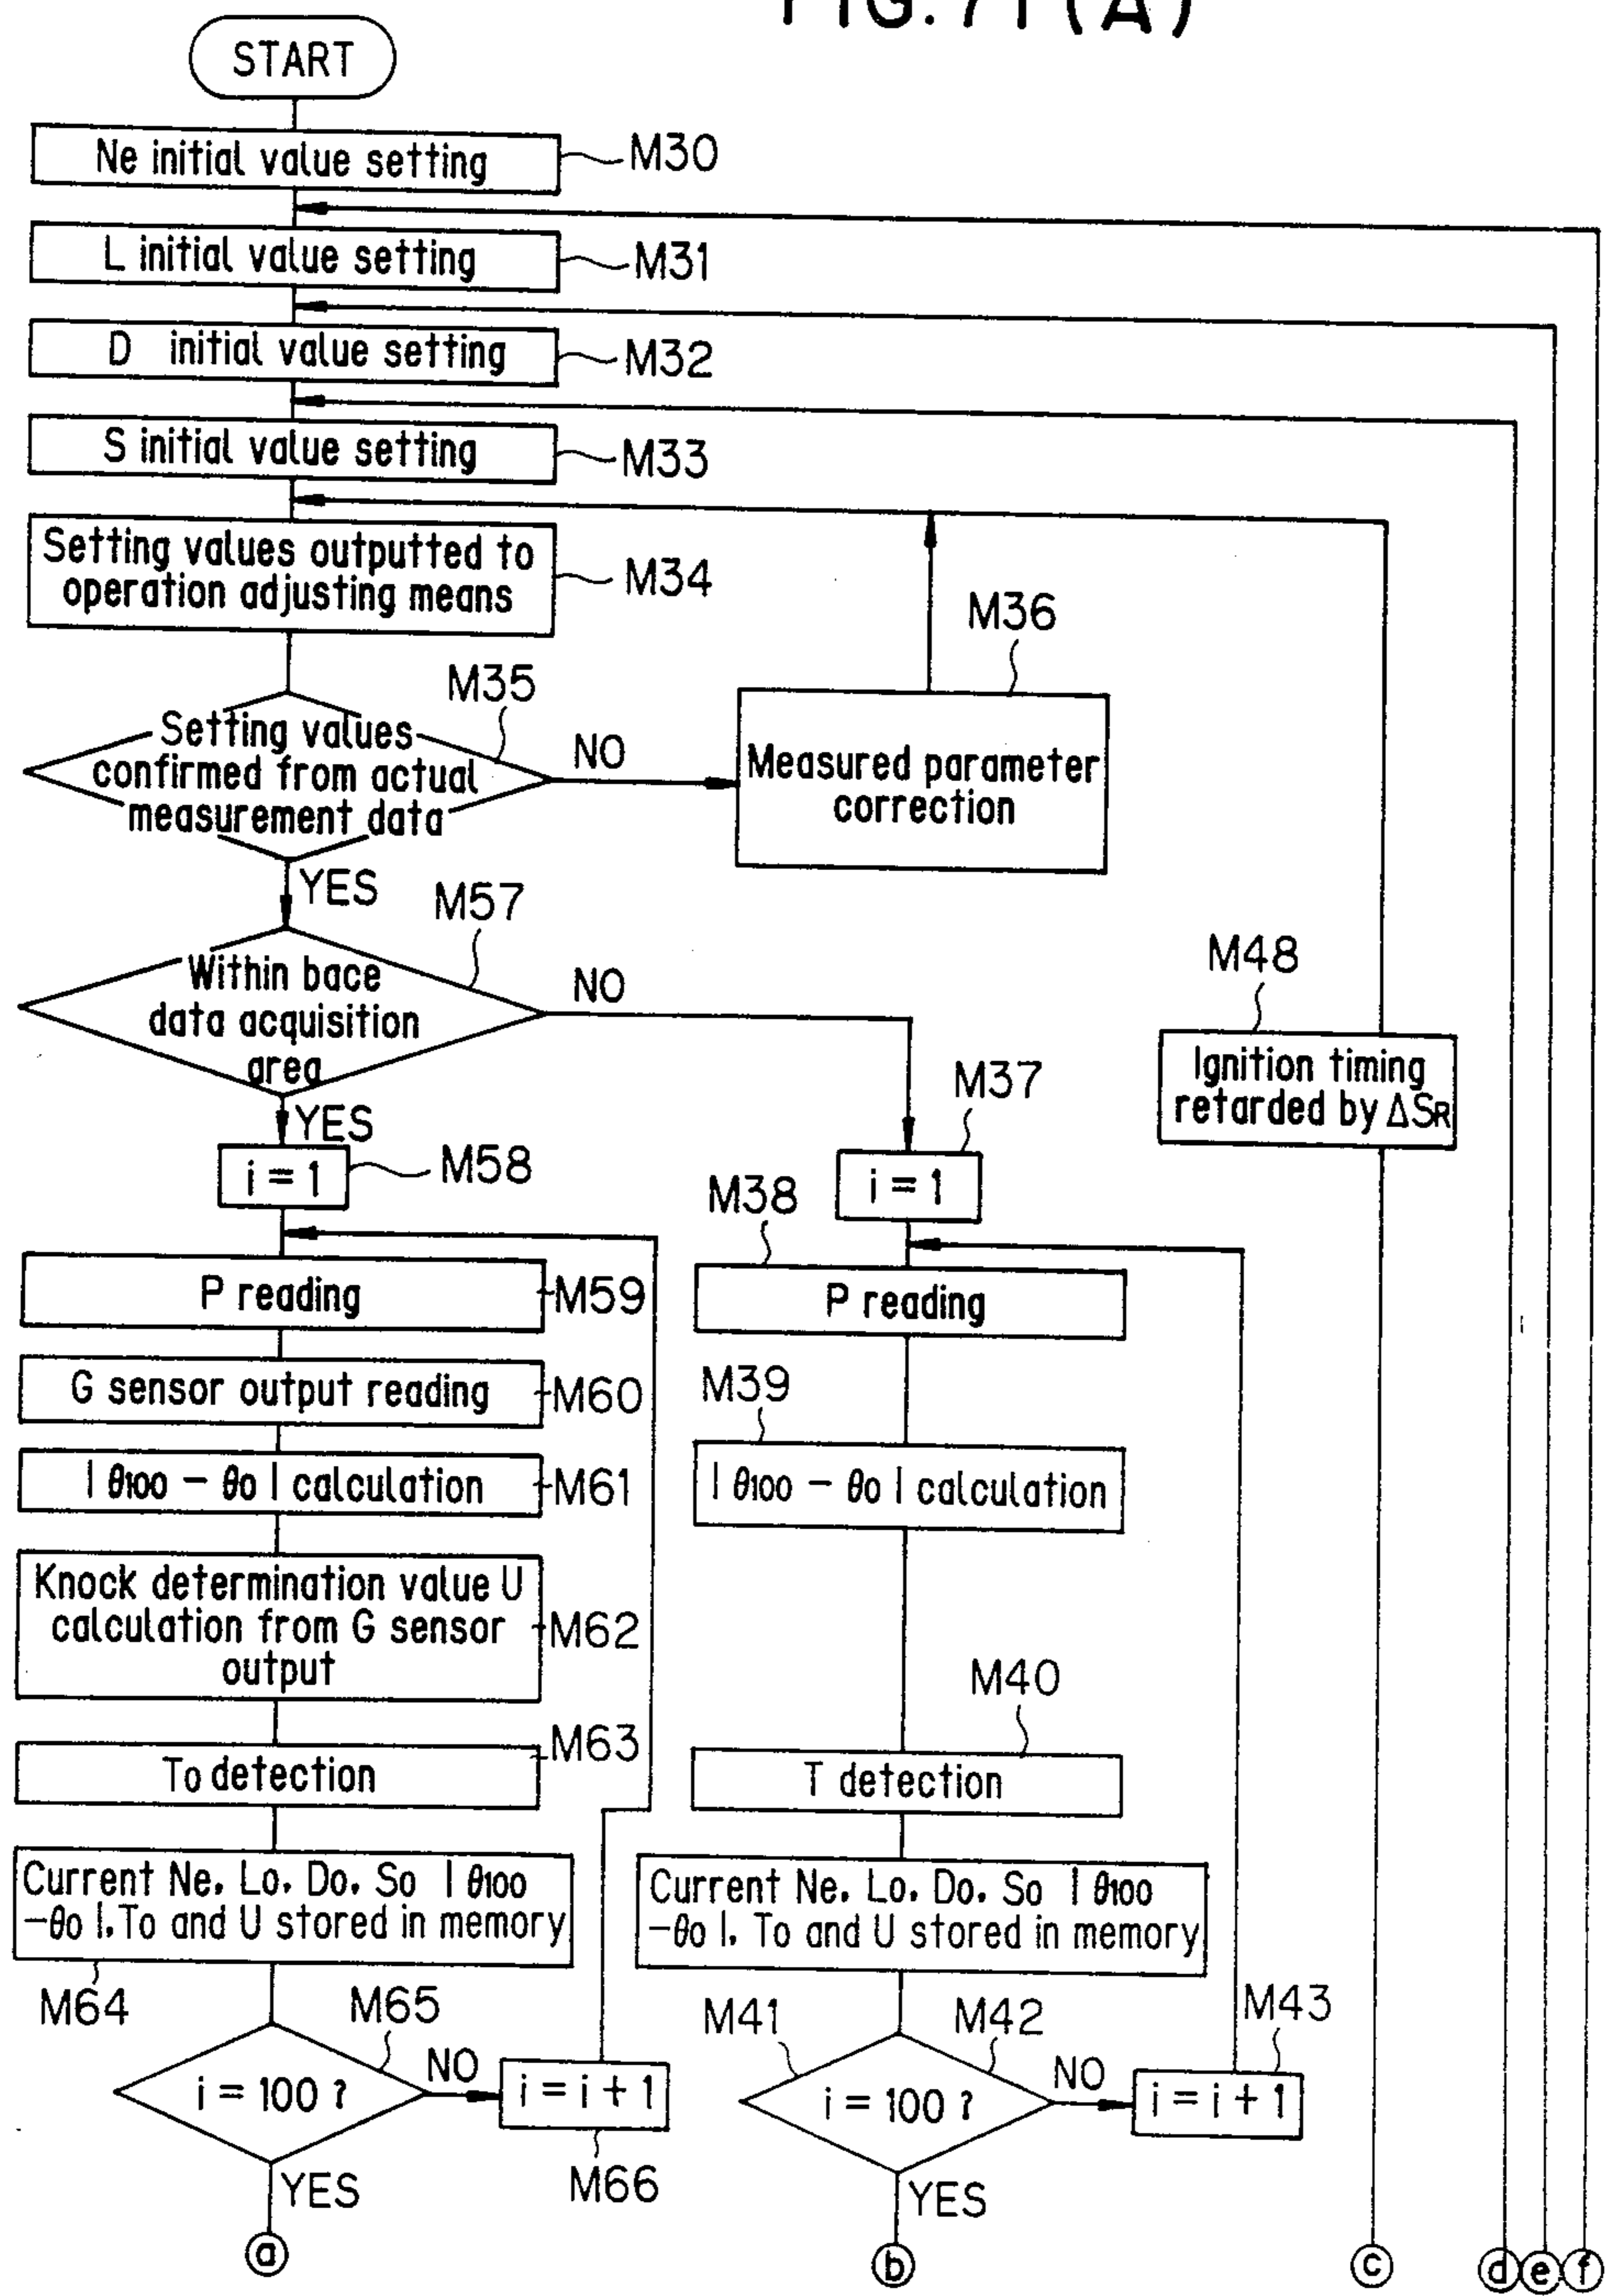 FIG. 71 (A)
START
Ne initial value setting
M30
L initial value setting
M31
D initial value setting
M32
S initial value setting
M33
Setting values outputted to
operation adjusting means
M34
M35
Setting values
confirmed from actual
measurement data
NO
YES
M36
Measured parameter
correction
M57
Within bace
data acquisition
area
NO
YES
M48
Ignition timing
retarded by ΔSR
i = 1
M58
M37
i = 1
P reading
M59
M38
P reading
G sensor output reading
M60
M39
| θ100 − θ0 | calculation
M61
| θ100 − θ0 | calculation
Knock determination value U
calculation from G sensor
output
M62
To detection
M63
M40
T detection
Current Ne. Lo. Do. So | θ100
−θ0 |. To and U stored in memory
M64
Current Ne. Lo. Do. So | θ100
−θ0 |. To and U stored in memory
M65
i = 100 ?
NO
i = i + 1
M66
YES
a
M41
M42
i = 100 ?
NO
M43
i = i + 1
YES
b
c
d
e
f